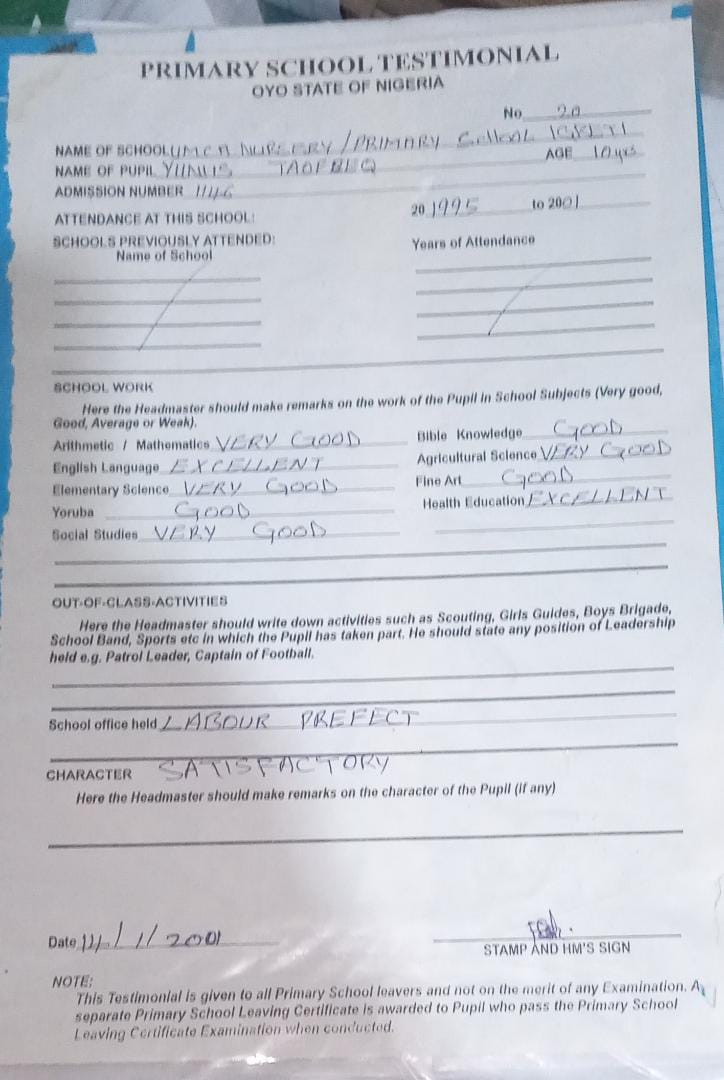 PRIMARY SCHOOL TESTIMONIAL
OYO STATE OF NIGERIA
No 20
NAME OF SCHOOL UMCA NURSERY/PRIMARY SCHOOL IGBETI
NAME OF PUPIL YUNUS TAOFEEQ AGE 10yrs
ADMISSION NUMBER 1146
ATTENDANCE AT THIS SCHOOL: 20 1995 to 2001
SCHOOLS PREVIOUSLY ATTENDED: Years of Attendance
Name of School
SCHOOL WORK
Here the Headmaster should make remarks on the work of the Pupil in School Subjects (Very good,
Good, Average or Weak).
Arithmetic / Mathematics VERY GOOD
English Language EXCELLENT
Elementary Science VERY GOOD
Yoruba GOOD
Social Studies VERY GOOD
Bible Knowledge GOOD
Agricultural Science VERY GOOD
Fine Art GOOD
Health Education EXCELLENT
OUT-OF-CLASS-ACTIVITIES
Here the Headmaster should write down activities such as Scouting, Girls Guides, Boys Brigade,
School Band, Sports etc in which the Pupil has taken part. He should state any position of Leadership
held e.g. Patrol Leader, Captain of Football.
School office held LABOUR PREFECT
CHARACTER SATISFACTORY
Here the Headmaster should make remarks on the character of the Pupil (if any)
Date 14/1/2001
STAMP AND HM'S SIGN
NOTE:
This Testimonial is given to all Primary School leavers and not on the merit of any Examination. A
separate Primary School Leaving Certificate is awarded to Pupil who pass the Primary School
Leaving Certificate Examination when conducted.